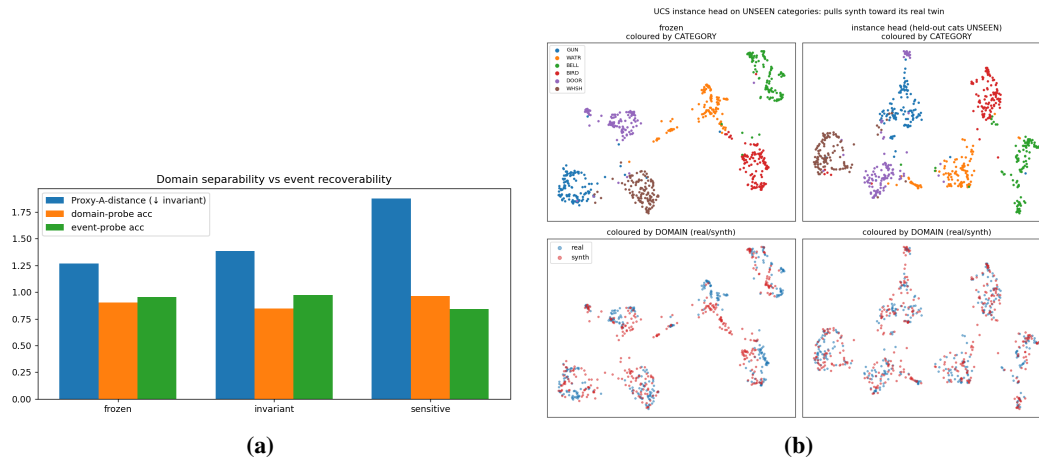 Domain separability vs event recoverability
Proxy-A-distance (↓ invariant)
domain-probe acc
event-probe acc
1.75
1.50
1.25
1.00
0.75
0.50
0.25
0.00
frozen
invariant
sensitive
(a)
UCS instance head on UNSEEN categories: pulls synth toward its real twin
frozen
coloured by CATEGORY
GUN
WATR
BELL
BIRD
DOOR
WHSH
instance head (held-out cats UNSEEN)
coloured by CATEGORY
coloured by DOMAIN (real/synth)
real
synth
coloured by DOMAIN (real/synth)
(b)